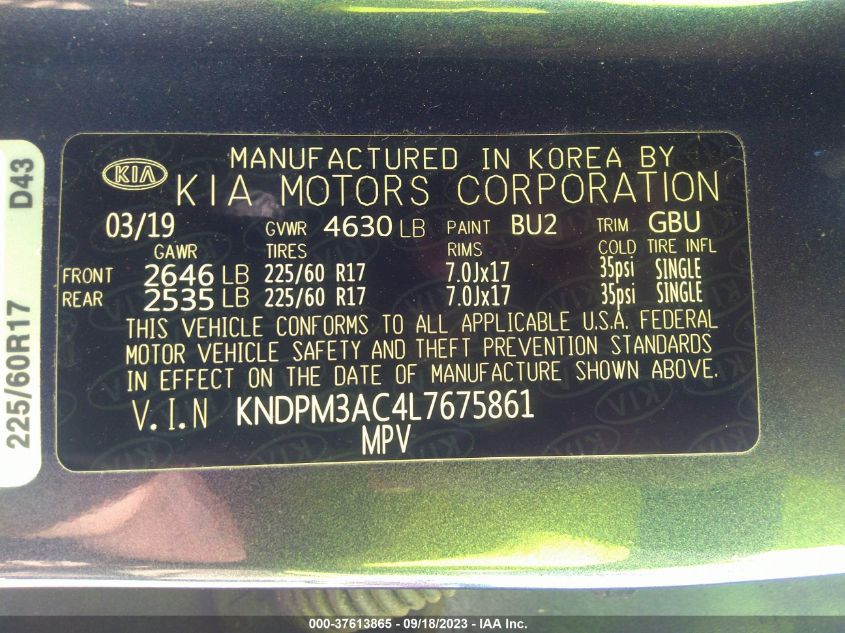 MANUFACTURED IN KOREA BY
KIA KIA MOTORS CORPORATION
03/19 GVWR 4630 LB PAINT BU2 TRIM GBU
GAWR TIRES RIMS COLD TIRE INFL
FRONT 2646 LB 225/60 R17 7.0Jx17 35psi SINGLE
REAR 2535 LB 225/60 R17 7.0Jx17 35psi SINGLE
THIS VEHICLE CONFORMS TO ALL APPLICABLE U.S.A. FEDERAL
MOTOR VEHICLE SAFETY AND THEFT PREVENTION STANDARDS
IN EFFECT ON THE DATE OF MANUFACTURE SHOWN ABOVE.
V.I.N KNDPM3AC4L7675861
MPV
225/60R17 D43
000-37613865 - 09/18/2023 - IAA Inc.